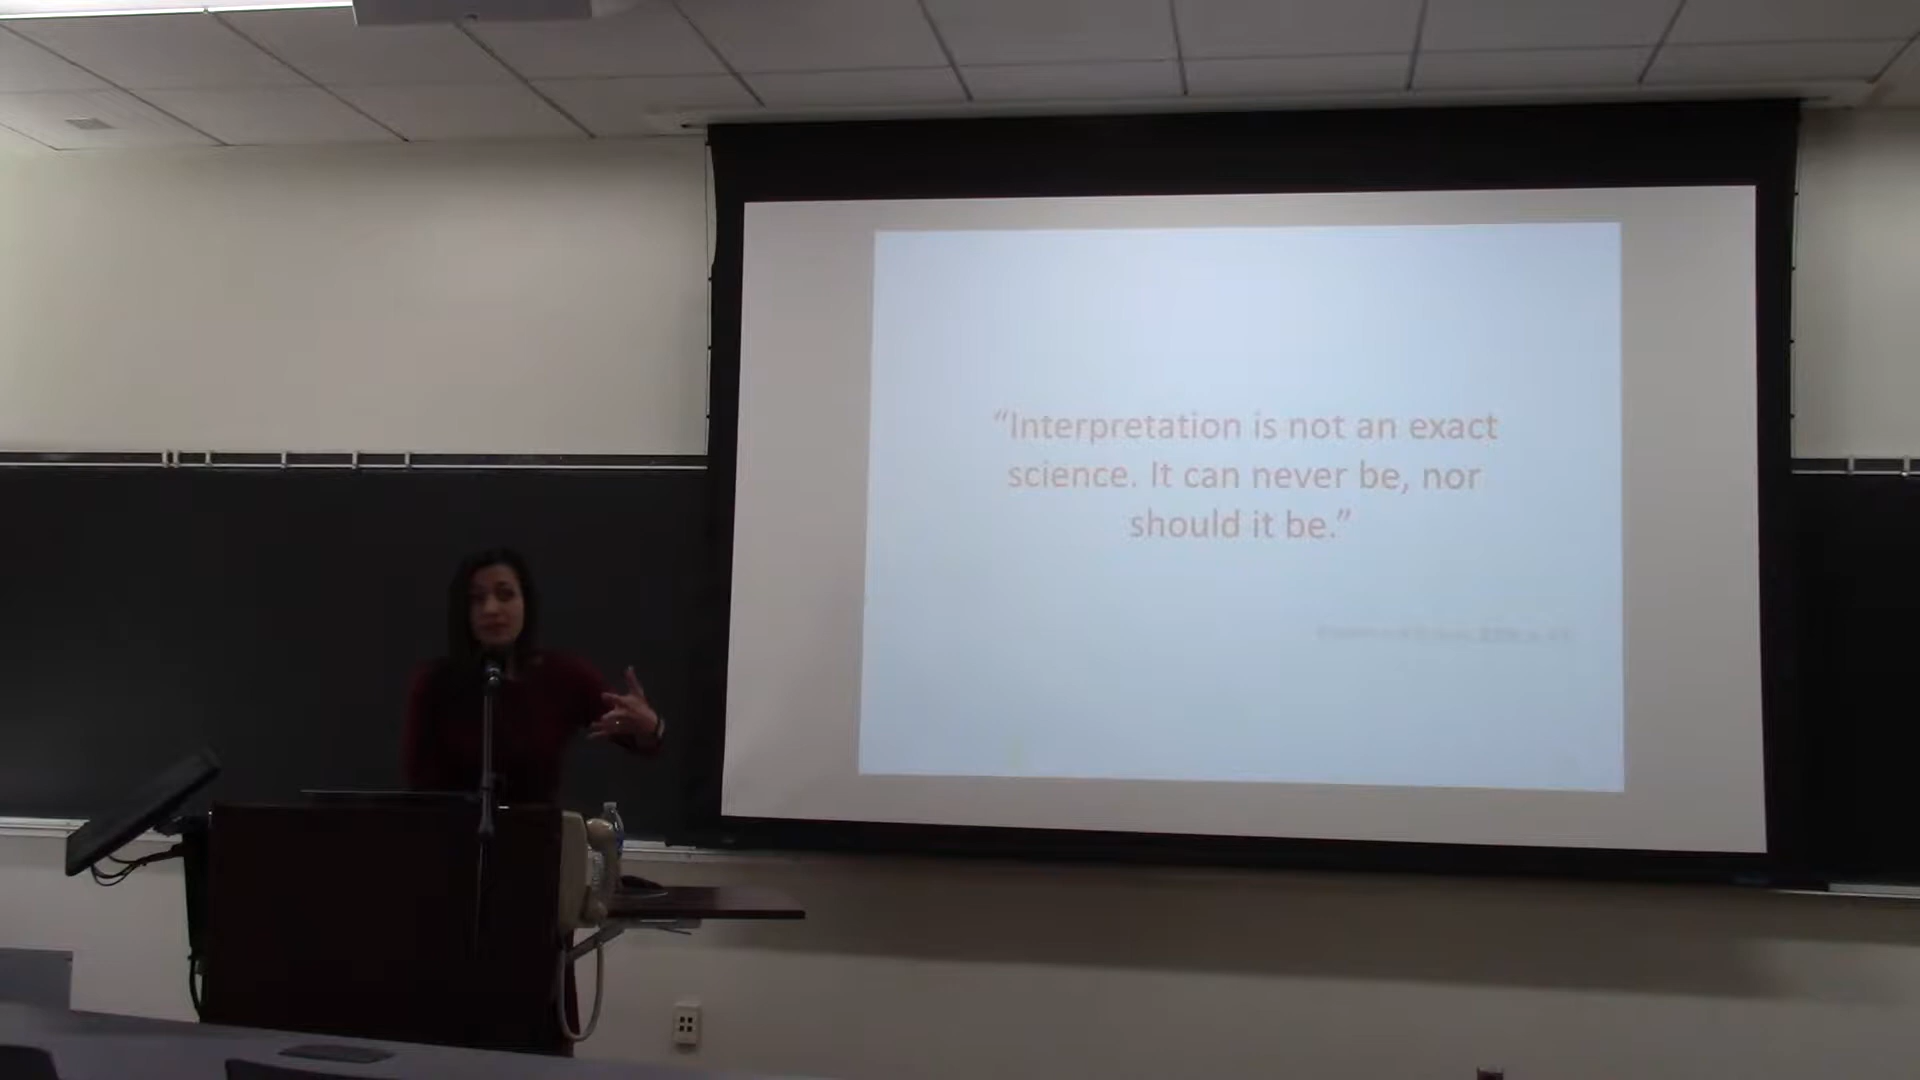 “Interpretation is not an exact
science. It can never be, nor
should it be.”